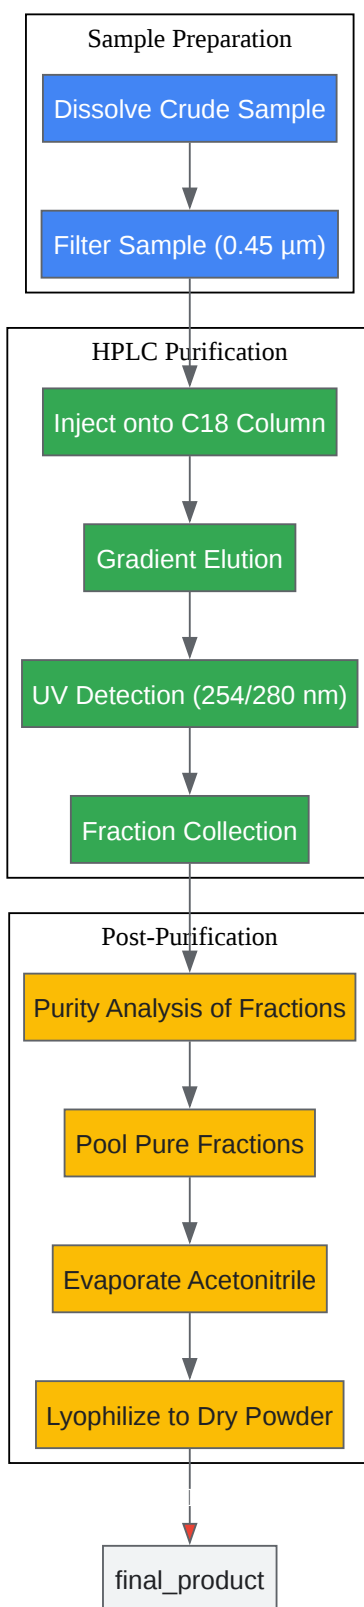 Sample Preparation
Dissolve Crude Sample
Filter Sample (0.45 µm)
HPLC Purification
Inject onto C18 Column
Gradient Elution
UV Detection (254/280 nm)
Fraction Collection
Post-Purification
Purity Analysis of Fractions
Pool Pure Fractions
Evaporate Acetonitrile
Lyophilize to Dry Powder
final_product